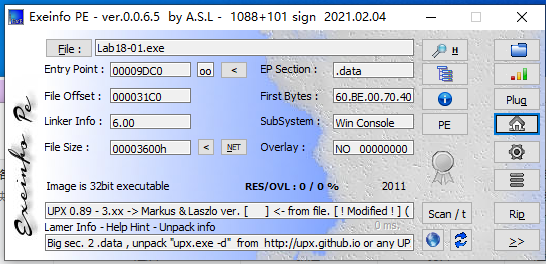 Exeinfo PE - ver.0.0.6.5 by A.S.L - 1088+101 sign 2021.02.04
File : Lab18-01.exe H
Entry Point : 00009DC0 oo < EP Section : .data
File Offset : 000031C0 First Bytes : 60.BE.00.70.40 Plug
Linker Info : 6.00 SubSystem : Win Console PE
File Size : 00003600h < NET Overlay : NO 00000000
Image is 32bit executable RES/OVL : 0 / 0 % 2011
UPX 0.89 - 3.xx -> Markus & Laszlo ver. [ ] <- from file. [ ! Modified ! ] ( Scan / t Rip
Lamer Info - Help Hint - Unpack info 0 ms.
Big sec. 2 .data , unpack "upx.exe -d" from http://upx.github.io or any UP >>
Exeinfo Pe